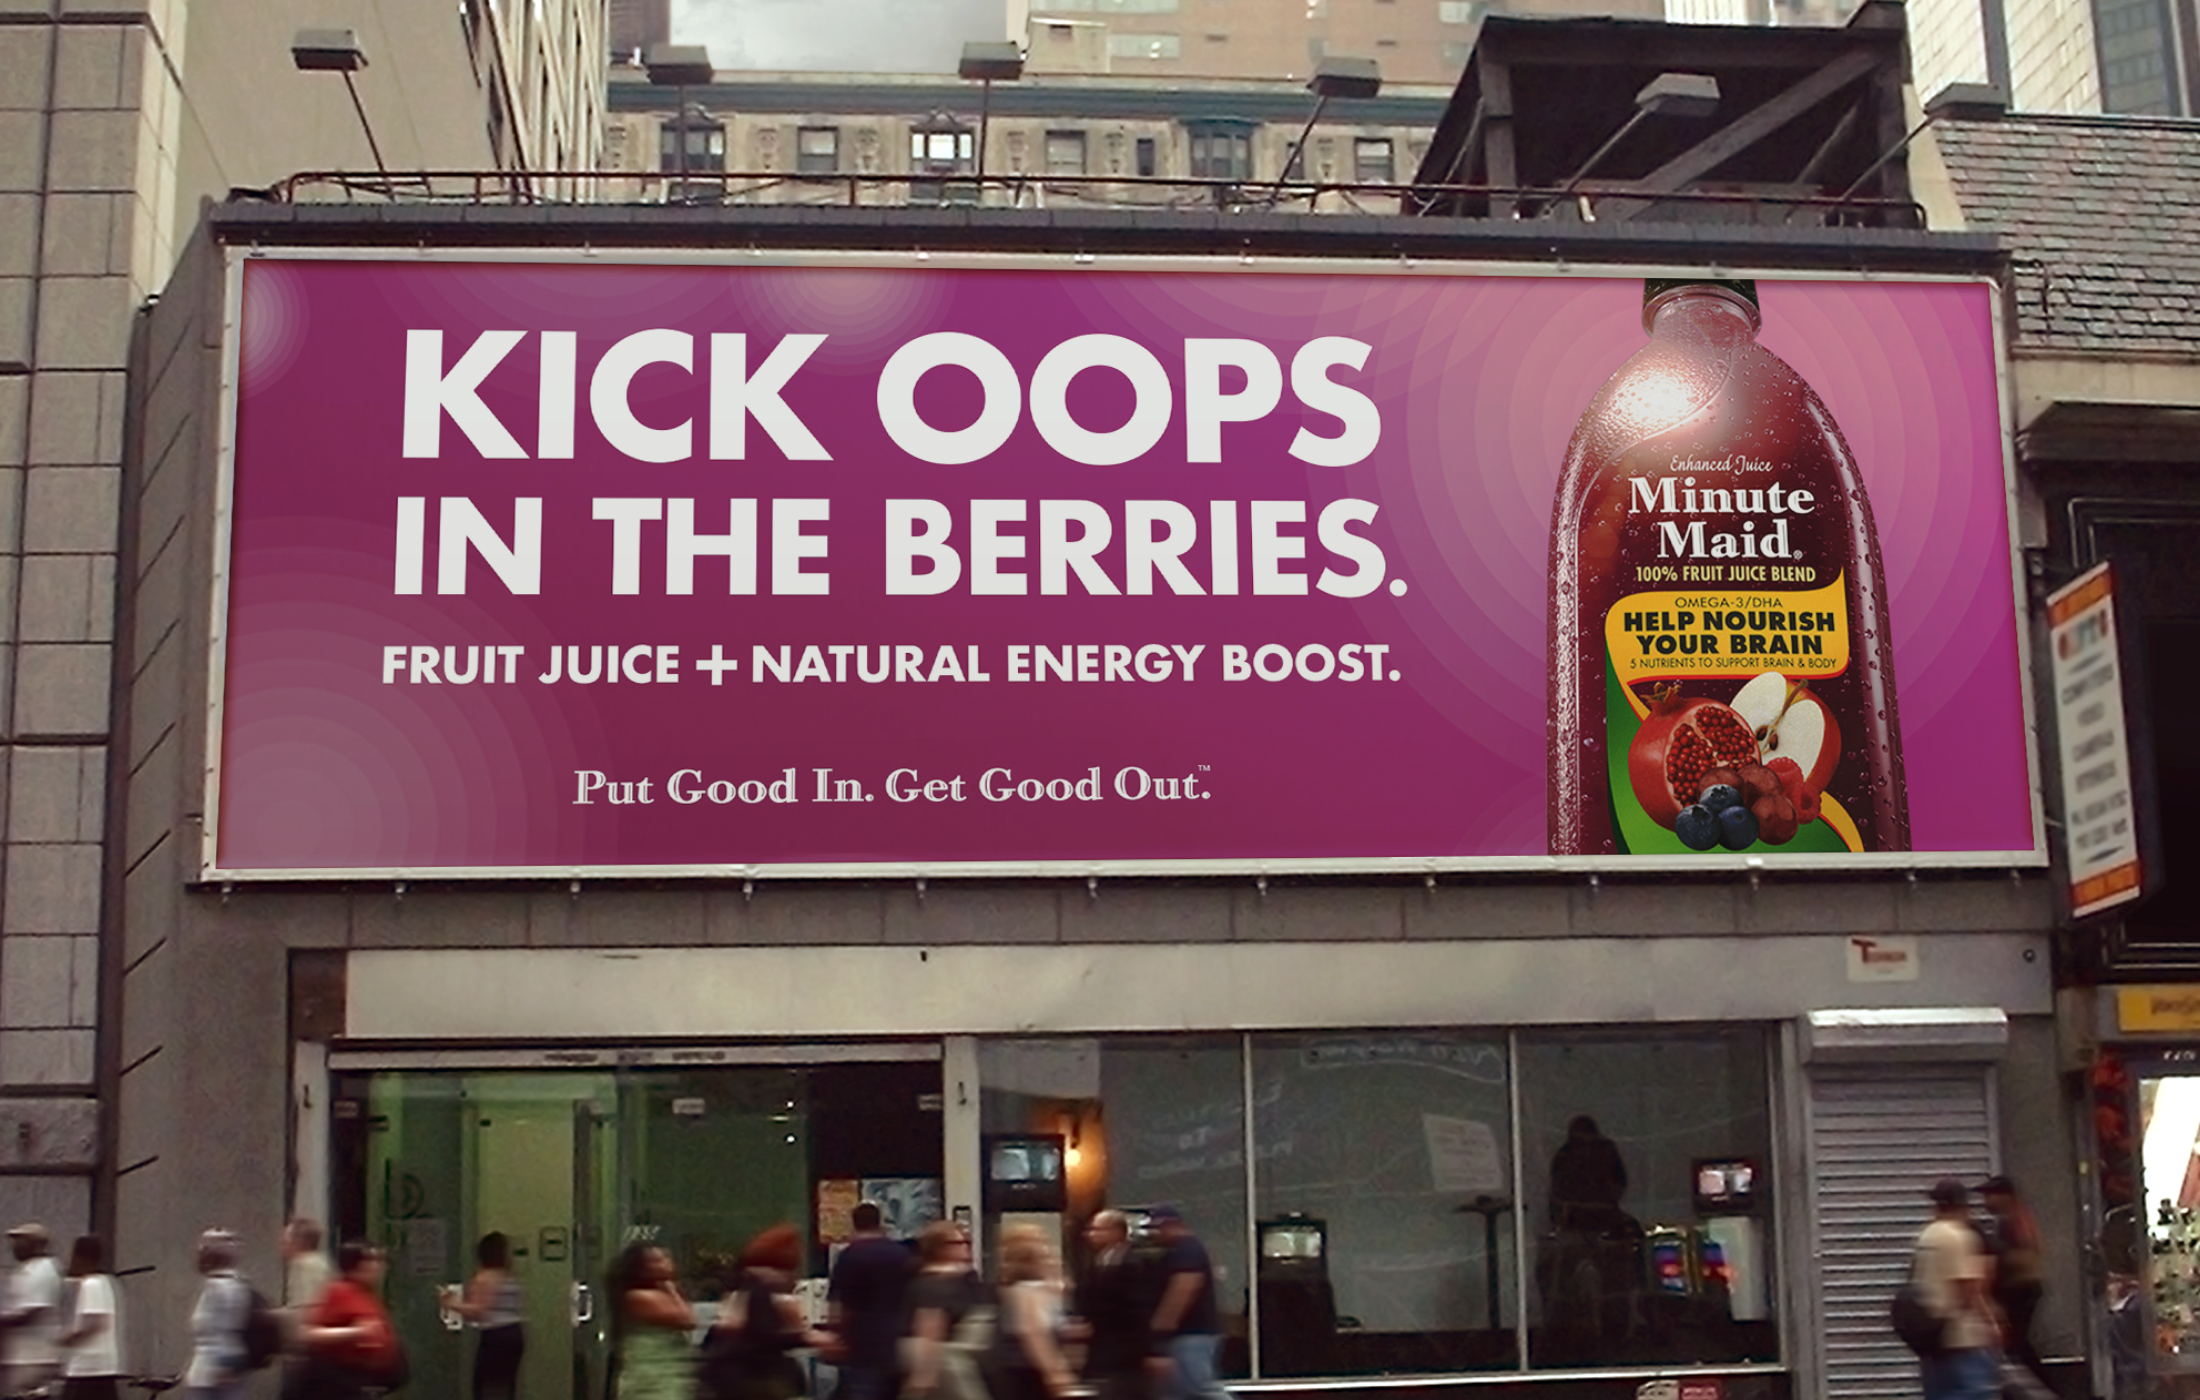 KICK OOPS
IN THE BERRIES.
FRUIT JUICE + NATURAL ENERGY BOOST.
Put Good In. Get Good Out.™
Enhanced Juice
Minute
Maid®
100% FRUIT JUICE BLEND
OMEGA-3/DHA
HELP NOURISH
YOUR BRAIN
5 NUTRIENTS TO SUPPORT BRAIN & BODY